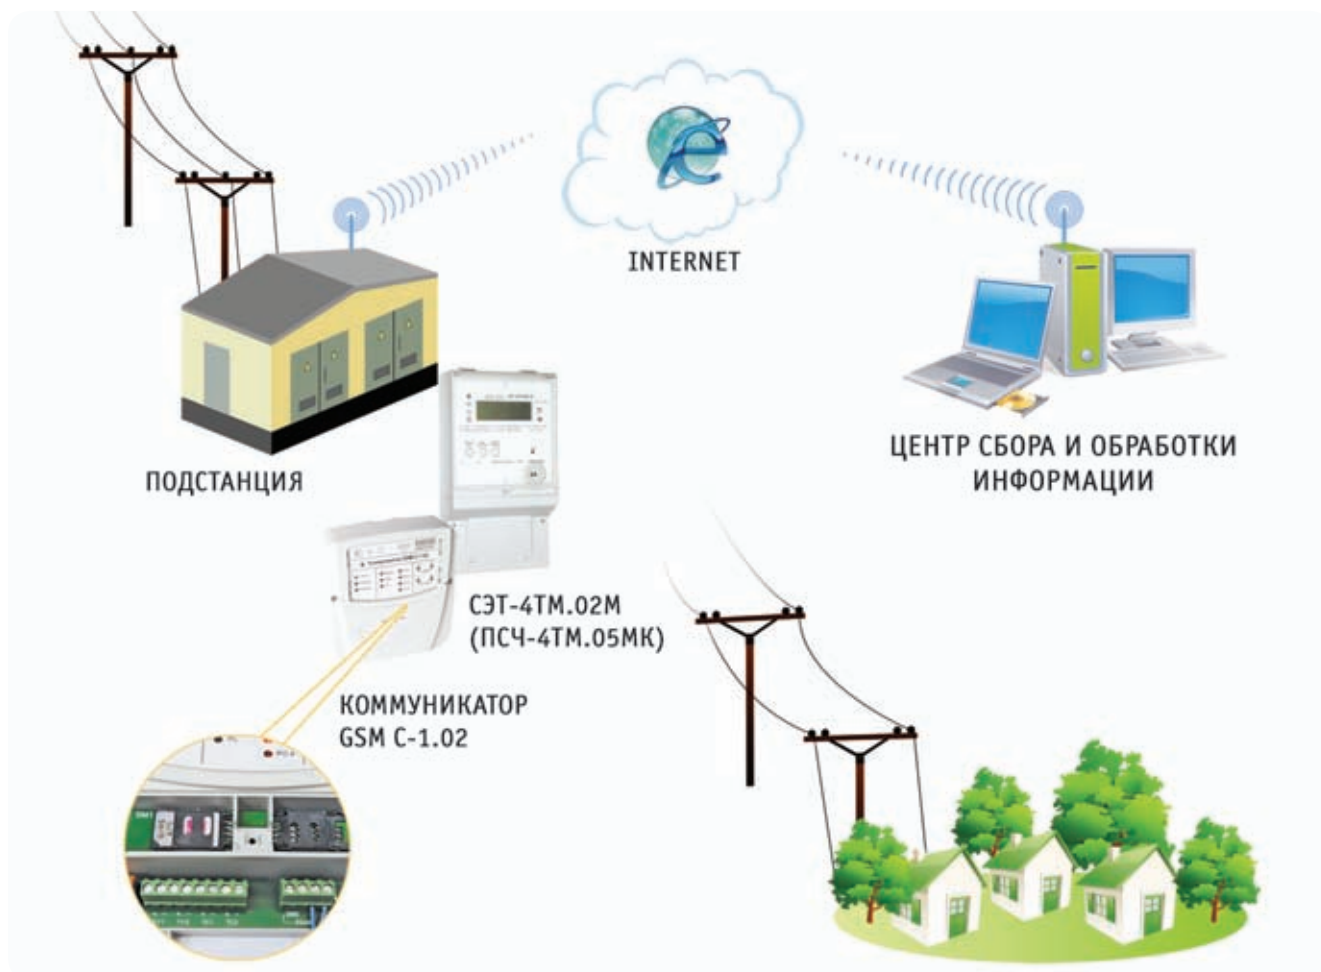 INTERNET
ПОДСТАНЦИЯ
ЦЕНТР СБОРА И ОБРАБОТКИ
ИНФОРМАЦИИ
СЭТ-4ТМ.02М
(ПСЧ-4ТМ.05МК)
КОММУНИКАТОР
GSM C-1.02